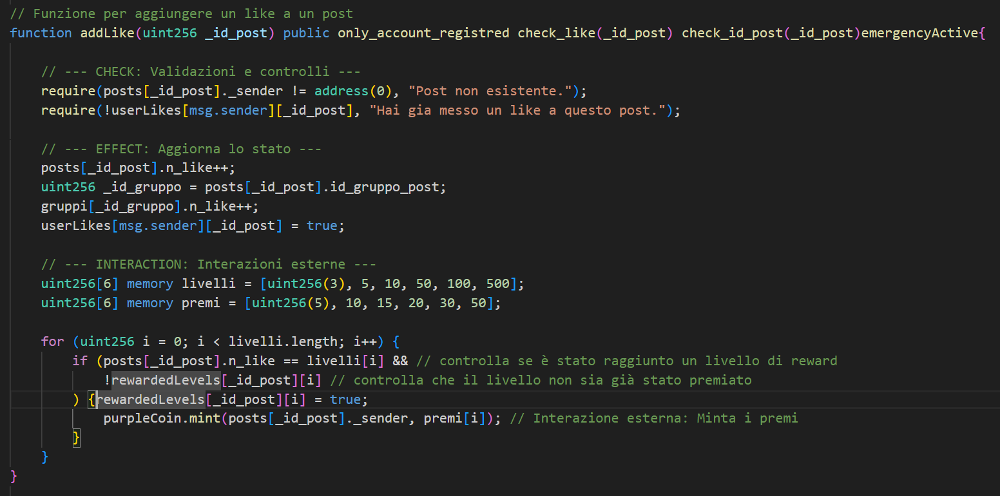 // Funzione per aggiungere un like a un post
function addLike(uint256 _id_post) public only_account_registred check_like(_id_post) check_id_post(_id_post)emergencyActive{
// --- CHECK: Validazioni e controlli ---
require(posts[_id_post]._sender != address(0), "Post non esistente.");
require(!userLikes[msg.sender][_id_post], "Hai gia messo un like a questo post.");
// --- EFFECT: Aggiorna lo stato ---
posts[_id_post].n_like++;
uint256 _id_gruppo = posts[_id_post].id_gruppo_post;
gruppi[_id_gruppo].n_like++;
userLikes[msg.sender][_id_post] = true;
// --- INTERACTION: Interazioni esterne ---
uint256[6] memory livelli = [uint256(3), 5, 10, 50, 100, 500];
uint256[6] memory premi = [uint256(5), 10, 15, 20, 30, 50];
for (uint256 i = 0; i < livelli.length; i++) {
if (posts[_id_post].n_like == livelli[i] && // controlla se è stato raggiunto un livello di reward
!rewardedLevels[_id_post][i] // controlla che il livello non sia già stato premiato
) {rewardedLevels[_id_post][i] = true;
purpleCoin.mint(posts[_id_post]._sender, premi[i]); // Interazione esterna: Minta i premi
}
}
}